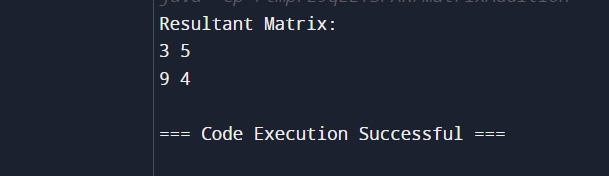 Resultant Matrix:
3 5
9 4
=== Code Execution Successful ===